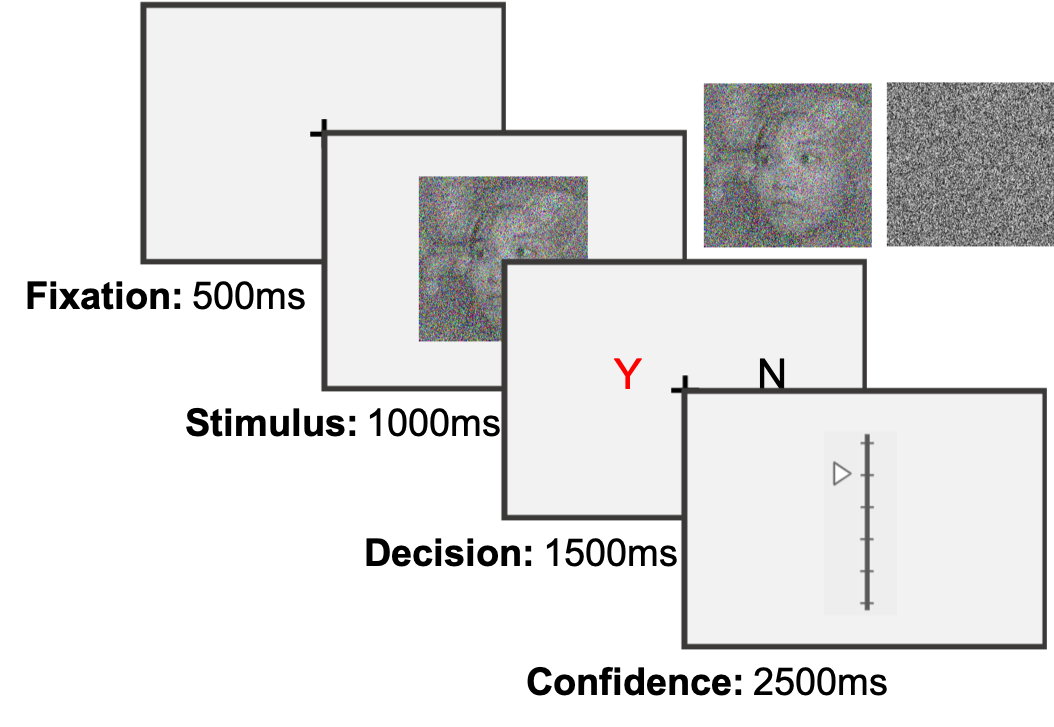 Fixation: 500ms
Stimulus: 1000ms
Y N
Decision: 1500ms
Confidence: 2500ms